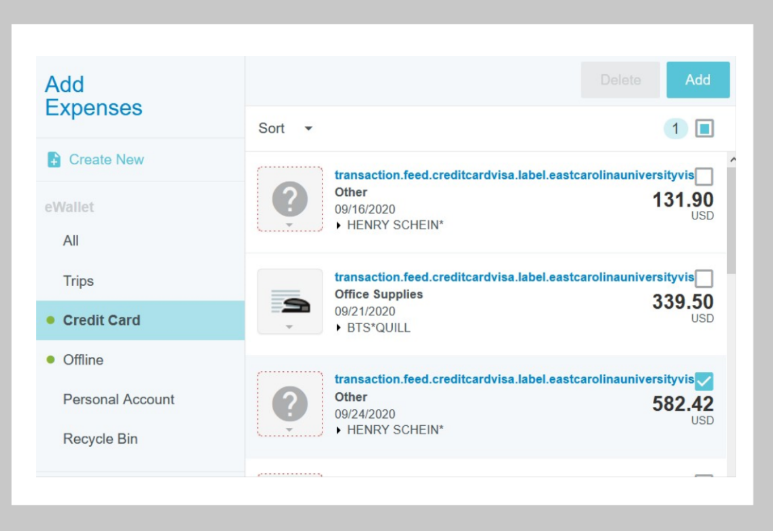 Add
Expenses
Create New
eWallet
All
Trips
Credit Card
Offline
Personal Account
Recycle Bin
Delete
Add
Sort
1
transaction.feed.creditcardvisa.label.eastcarolinauniversityvis
Other
131.90
09/16/2020
USD
HENRY SCHEIN*
transaction.feed.creditcardvisa.label.eastcarolinauniversityvis
Office Supplies
339.50
09/21/2020
USD
BTS*QUILL
transaction.feed.creditcardvisa.label.eastcarolinauniversityvis
Other
582.42
09/24/2020
USD
HENRY SCHEIN*